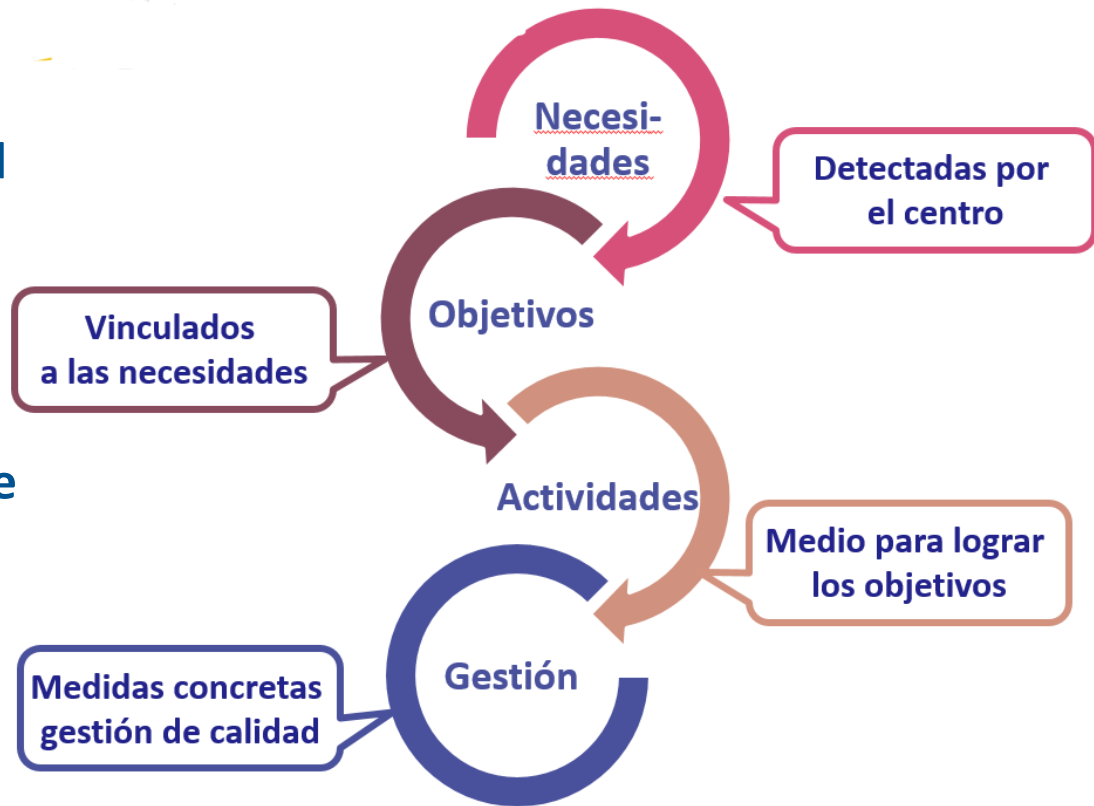 Necesi-
dades
Detectadas por
el centro
Objetivos
Vinculados
a las necesidades
Actividades
Medio para lograr
los objetivos
Gestión
Medidas concretas
gestión de calidad